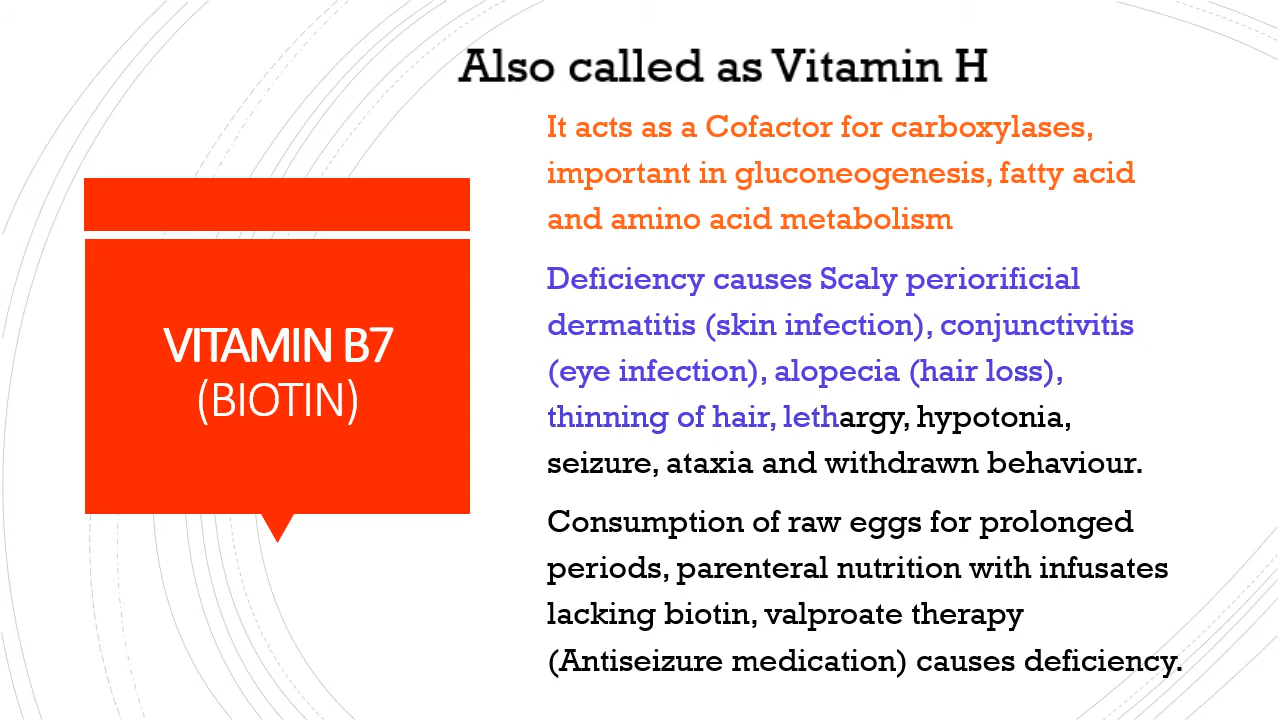 Also called as Vitamin H
It acts as a Cofactor for carboxylases,
important in gluconeogenesis, fatty acid
and amino acid metabolism
Deficiency causes Scaly periorificial
dermatitis (skin infection), conjunctivitis
(eye infection), alopecia (hair loss),
thinning of hair, lethargy, hypotonia,
seizure, ataxia and withdrawn behaviour.
Consumption of raw eggs for prolonged
periods, parenteral nutrition with infusates
lacking biotin, valproate therapy
(Antiseizure medication) causes deficiency.
VITAMIN B7
(BIOTIN)